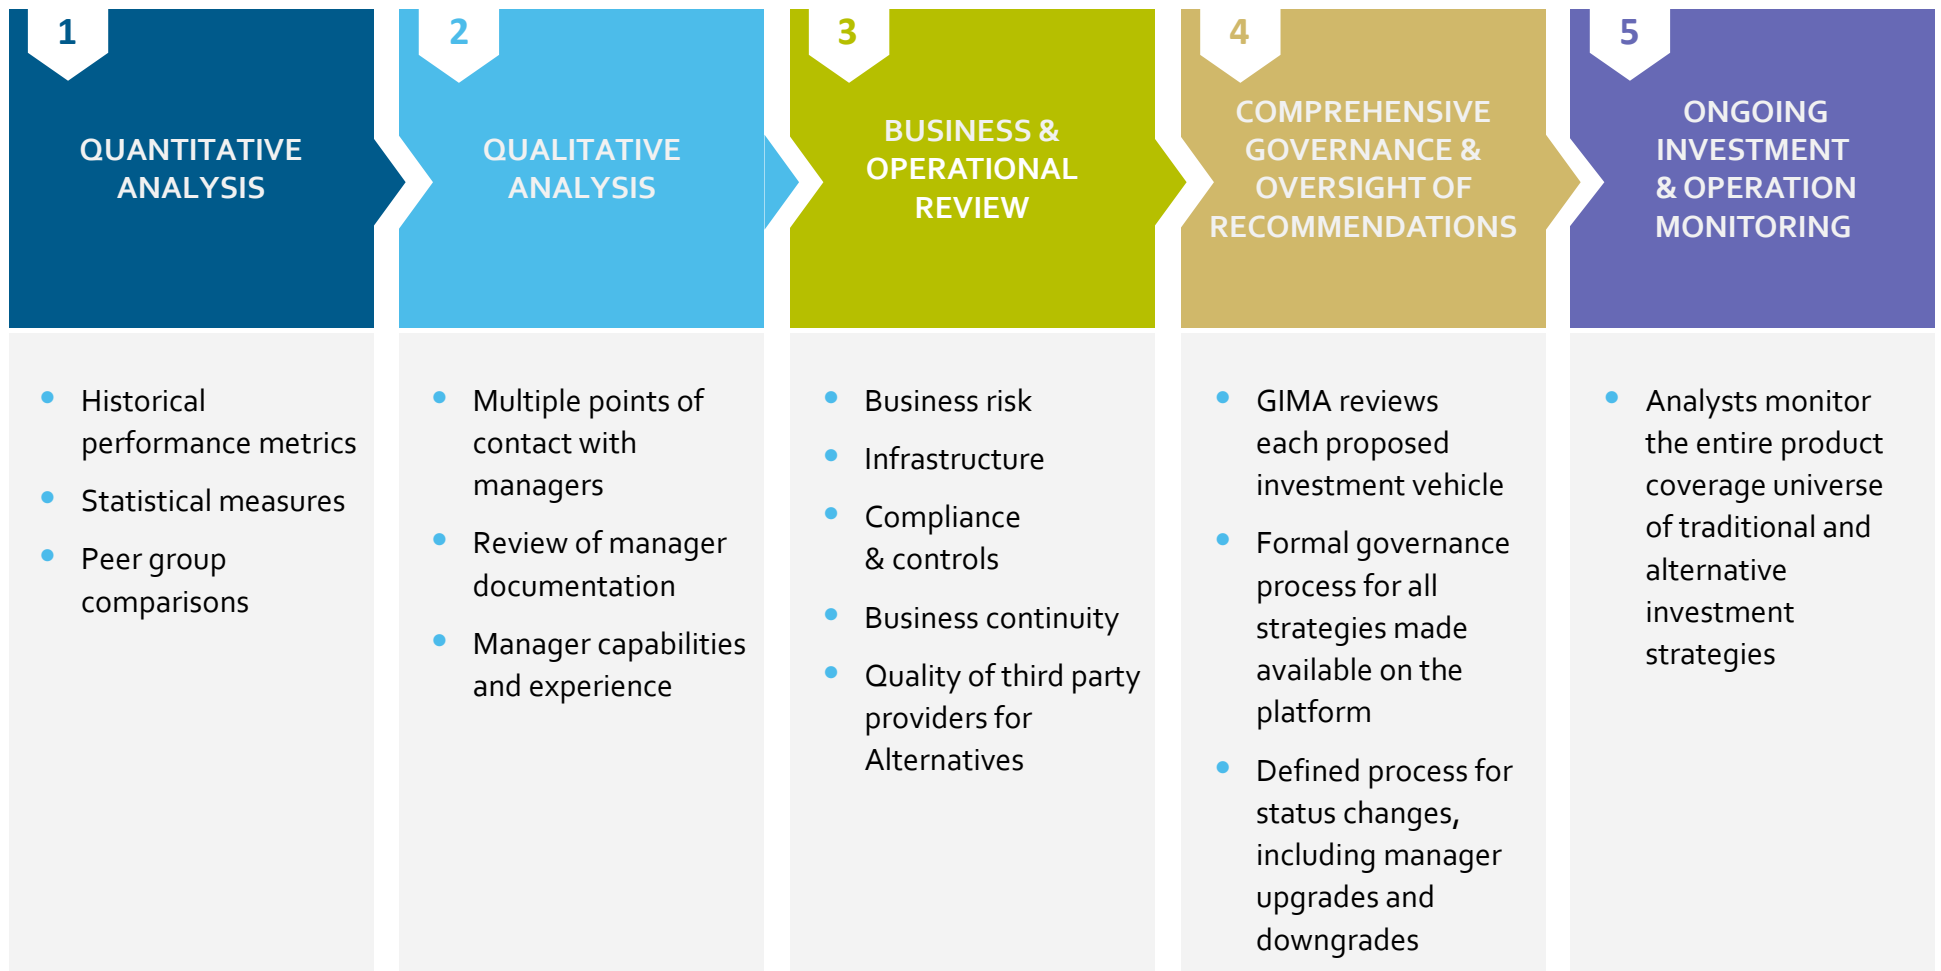 1
QUANTITATIVE
ANALYSIS
• Historical
performance metrics
• Statistical measures
• Peer group
comparisons
2
QUALITATIVE
ANALYSIS
• Multiple points of
contact with
managers
• Review of manager
documentation
• Manager capabilities
and experience
3
BUSINESS &
OPERATIONAL
REVIEW
• Business risk
• Infrastructure
• Compliance
& controls
• Business continuity
• Quality of third party
providers for
Alternatives
4
COMPREHENSIVE
GOVERNANCE &
OVERSIGHT OF
RECOMMENDATIONS
• GIMA reviews
each proposed
investment vehicle
• Formal governance
process for all
strategies made
available on the
platform
• Defined process for
status changes,
including manager
upgrades and
downgrades
5
ONGOING
INVESTMENT
& OPERATION
MONITORING
• Analysts monitor
the entire product
coverage universe
of traditional and
alternative
investment
strategies